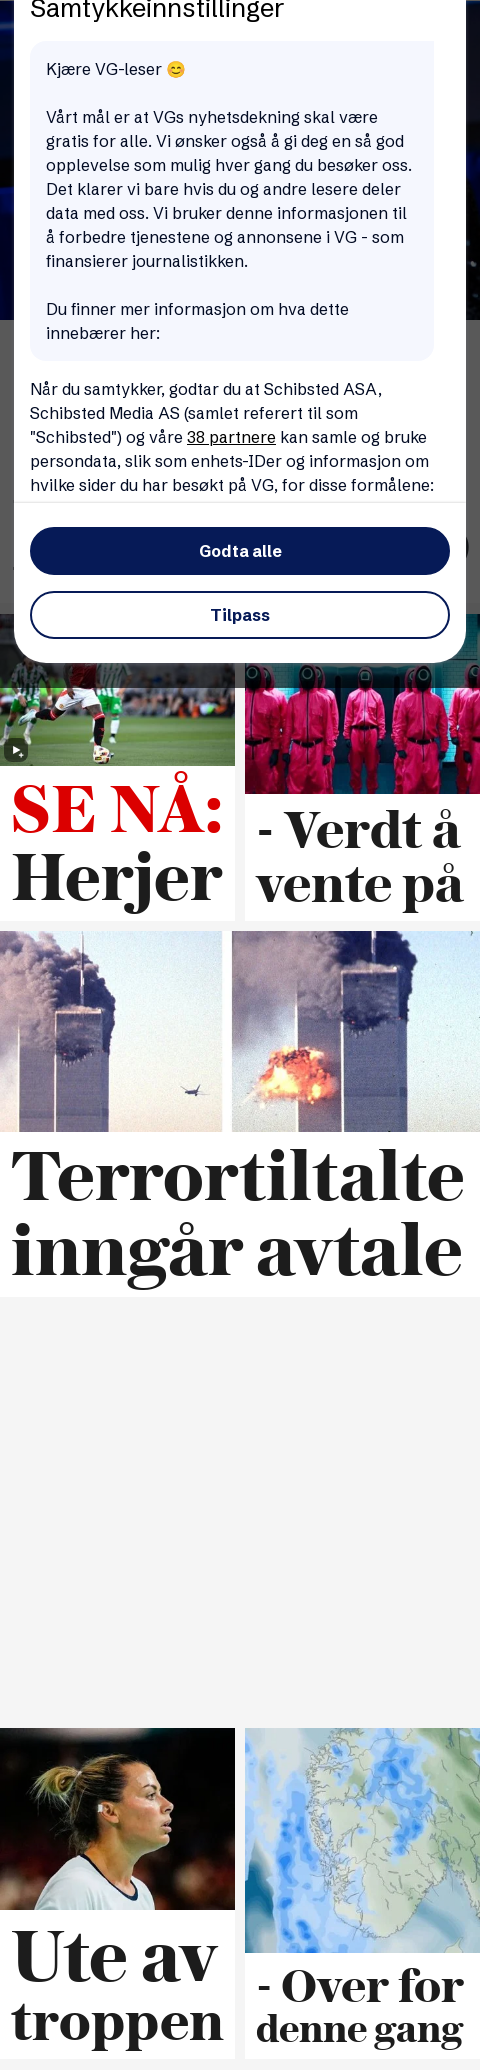 Samtykkeinnstillinger
Kjære VG-leser 😊
Vårt mål er at VGs nyhetsdekning skal være
gratis for alle. Vi ønsker også å gi deg en så god
opplevelse som mulig hver gang du besøker oss.
Det klarer vi bare hvis du og andre lesere deler
data med oss. Vi bruker denne informasjonen til
å forbedre tjenestene og annonsene i VG - som
finansierer journalistikken.
Du finner mer informasjon om hva dette
innebærer her:
Når du samtykker, godtar du at Schibsted ASA,
Schibsted Media AS (samlet referert til som
"Schibsted") og våre 38 partnere kan samle og bruke
persondata, slik som enhets-IDer og informasjon om
hvilke sider du har besøkt på VG, for disse formålene:
Godta alle
Tilpass
SE NÅ:
Herjer
- Verdt å
vente på
Terrortiltalte
inngår avtale
Ute av
troppen
- Over for
denne gang